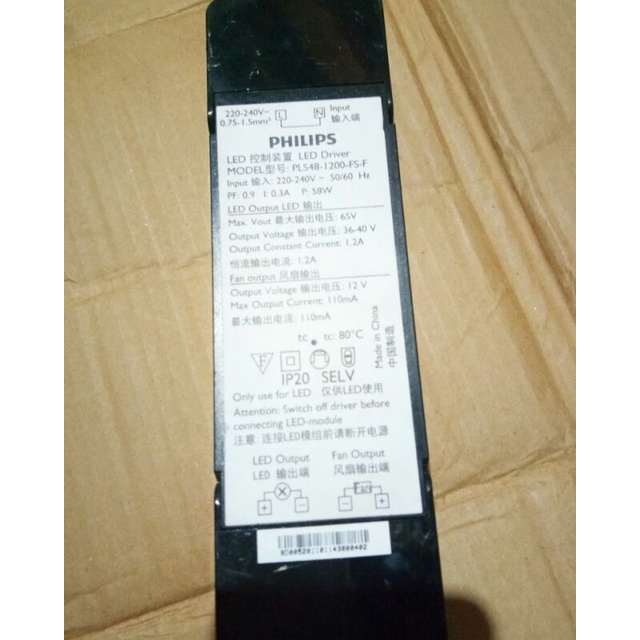 220-240V~ L N Input
0.75-1.5mm² 输入端
PHILIPS
LED 控制装置 LED Driver
MODEL型号: PLS48-1200-FS-F
Input 输入: 220-240V~ 50/60 Hz
PF: 0.9 I: 0.3A P: 58W
LED Output LED 输出
Max. Vout 最大输出电压: 65V
Output Voltage 输出电压: 36-40 V
Output Constant Current: 1.2A
恒流输出电流: 1.2A
Fan output 风扇输出
Output Voltage 输出电压: 12 V
Max Output Current: 110mA
最大输出电流: 110mA
tc tc: 80°C
Made in China
中国制造
F
IP20 SELV
Only use for LED 仅供LED使用
Attention: Switch off driver before
connecting LED-module
注意: 连接LED模组前请断开电源
LED Output Fan Output
LED 输出端 风扇输出端
Fan
+ − − +